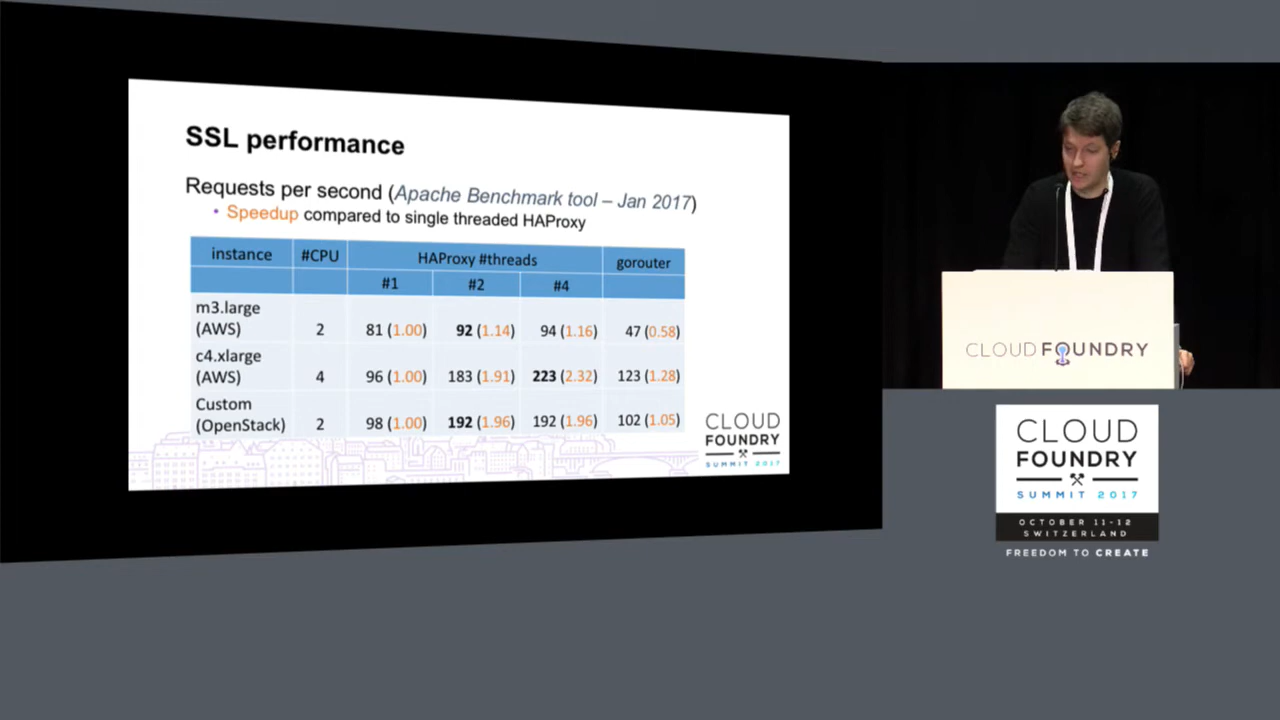 SSL performance
Requests per second (Apache Benchmark tool – Jan 2017)
• Speedup compared to single threaded HAProxy
instance #CPU HAProxy #threads gorouter
#1 #2 #4
m3.large
(AWS) 2 81 (1.00) 92 (1.14) 94 (1.16) 47 (0.58)
c4.xlarge
(AWS) 4 96 (1.00) 183 (1.91) 223 (2.32) 123 (1.28)
Custom
(OpenStack) 2 98 (1.00) 192 (1.96) 192 (1.96) 102 (1.05)
CLOUD
FOUNDRY
SUMMIT 2017
CLOUD FOUNDRY
CLOUD
FOUNDRY
SUMMIT 2017
OCTOBER 11-12
SWITZERLAND
FREEDOM TO CREATE